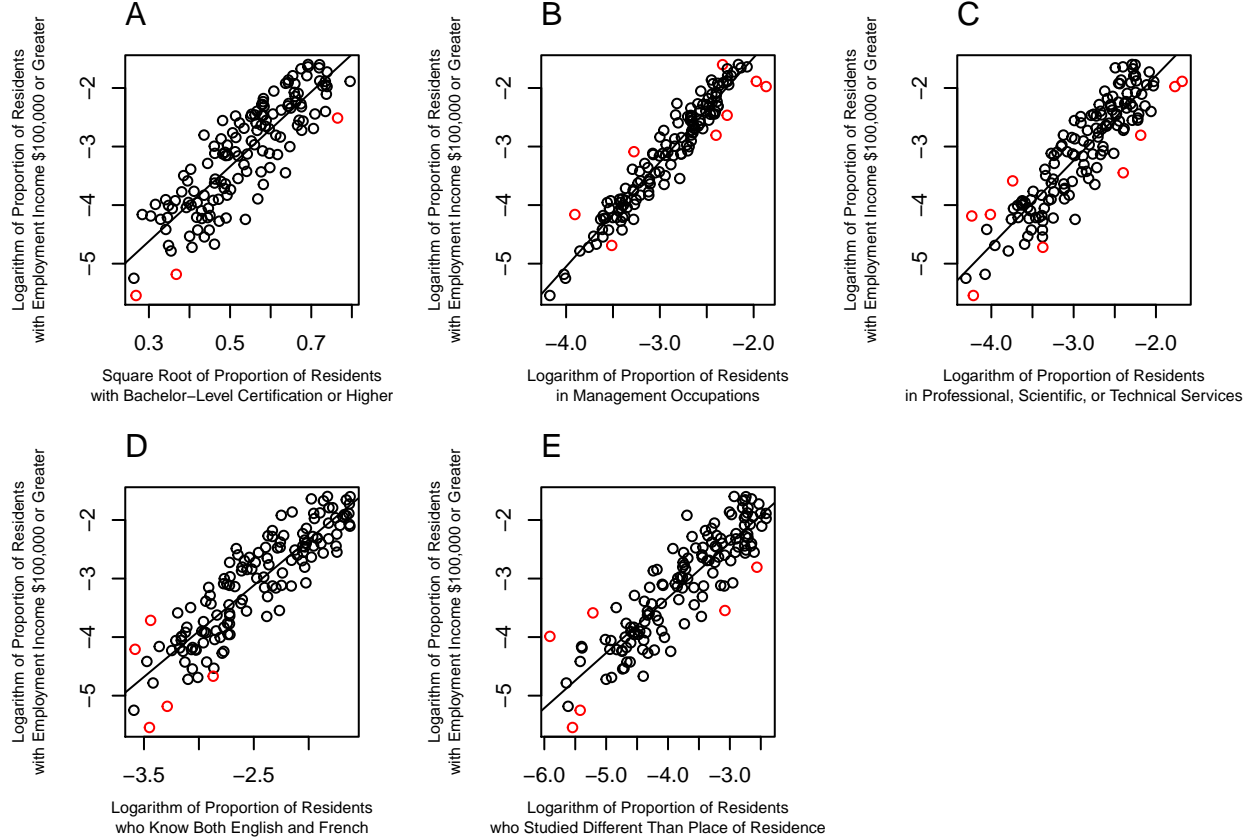 A
Logarithm of Proportion of Residents
with Employment Income $100,000 or Greater
−2
−3
−4
−5
0.3 0.5 0.7
Square Root of Proportion of Residents
with Bachelor−Level Certification or Higher
B
Logarithm of Proportion of Residents
with Employment Income $100,000 or Greater
−2
−3
−4
−5
−4.0 −3.0 −2.0
Logarithm of Proportion of Residents
in Management Occupations
C
Logarithm of Proportion of Residents
with Employment Income $100,000 or Greater
−2
−3
−4
−5
−4.0 −3.0 −2.0
Logarithm of Proportion of Residents
in Professional, Scientific, or Technical Services
D
Logarithm of Proportion of Residents
with Employment Income $100,000 or Greater
−2
−3
−4
−5
−3.5 −2.5
Logarithm of Proportion of Residents
who Know Both English and French
E
Logarithm of Proportion of Residents
with Employment Income $100,000 or Greater
−2
−3
−4
−5
−6.0 −5.0 −4.0 −3.0
Logarithm of Proportion of Residents
who Studied Different Than Place of Residence